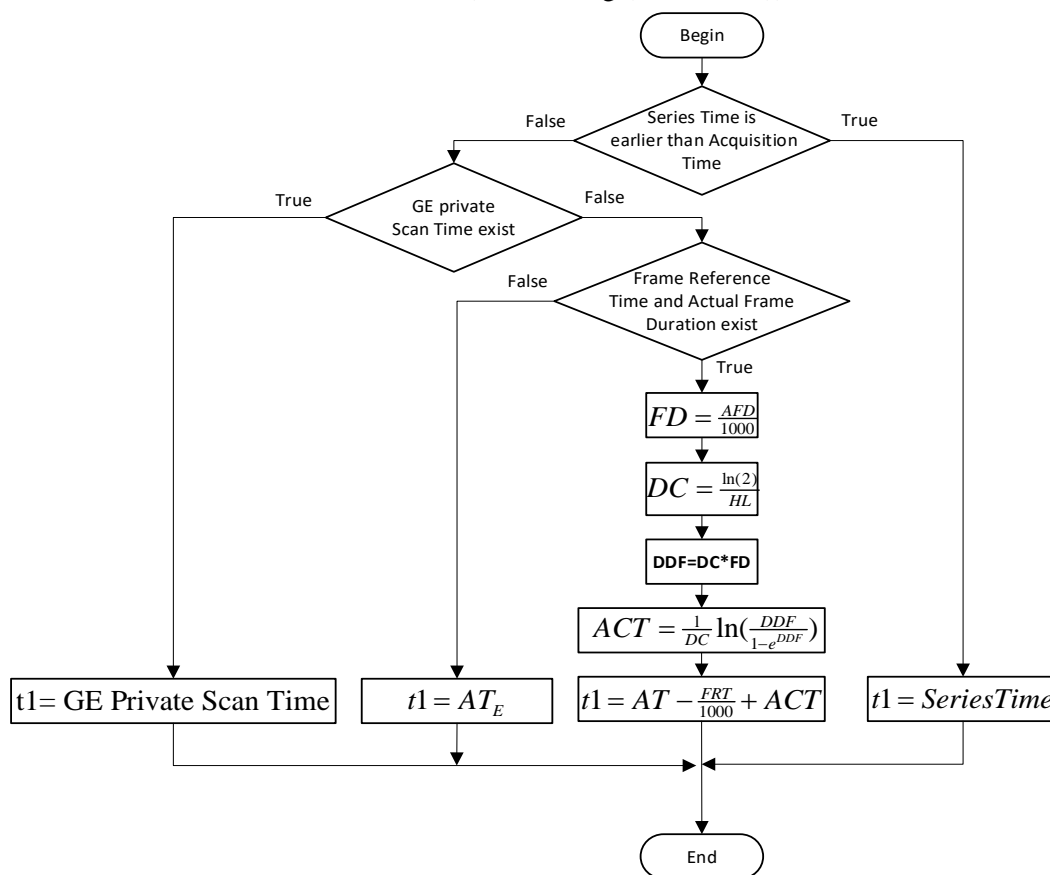 Begin
Series Time is
earlier than Acquisition
Time
False
True
GE private
Scan Time exist
True
False
Frame Reference
Time and Actual Frame
Duration exist
False
True
FD = AFD/1000
DC = ln(2)/HL
DDF=DC*FD
ACT = 1/DC ln(DDF/1−e^DDF)
t1= GE Private Scan Time
t1 = AT_E
t1 = AT − FRT/1000 + ACT
t1 = SeriesTime
End